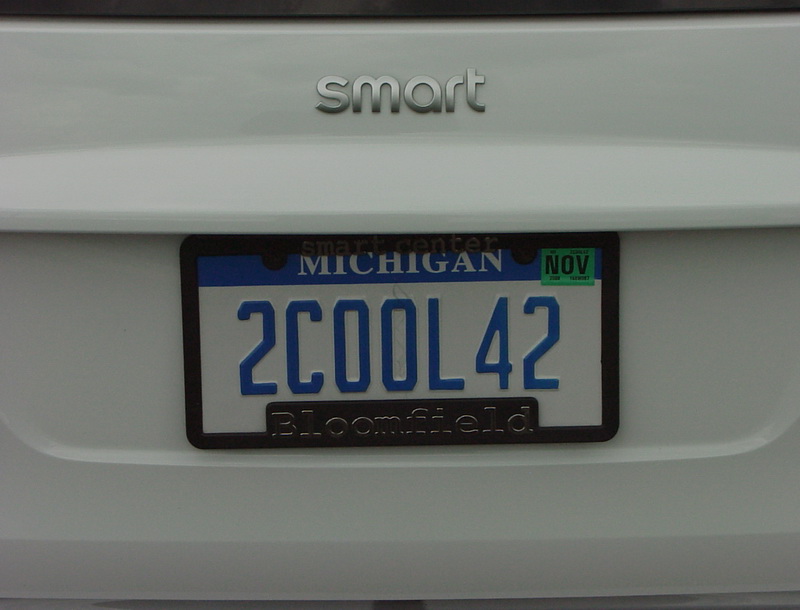 smart
smart center
MICHIGAN
NOV
2COOL42
Bloomfield